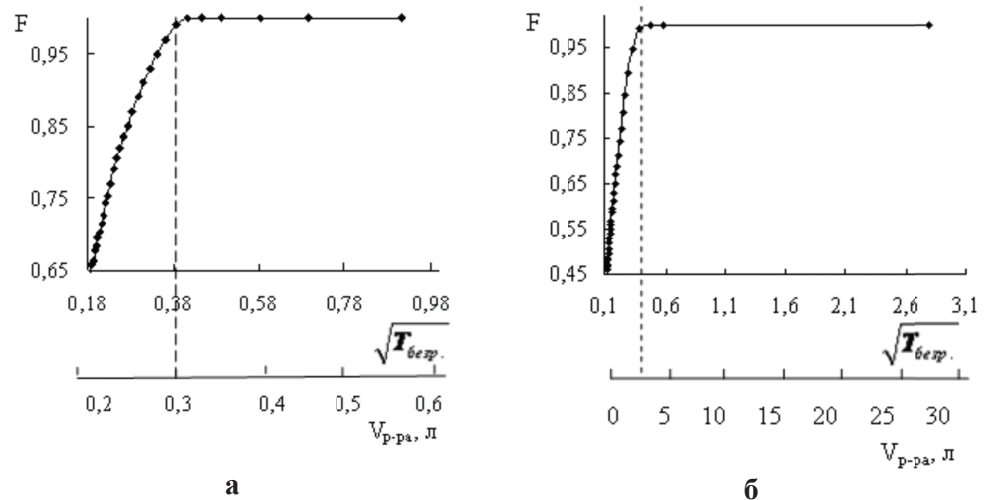 F
0,95
0,85
0,75
0,65
0,18 0,38 0,58 0,78 0,98
√T безр.
0,2 0,3 0,4 0,5 0,6
Vр-ра, л
а
F
0,95
0,85
0,75
0,65
0,55
0,45
0,1 0,6 1,1 1,6 2,1 2,6 3,1
√T безр.
0 5 10 15 20 25 30
Vр-ра, л
б